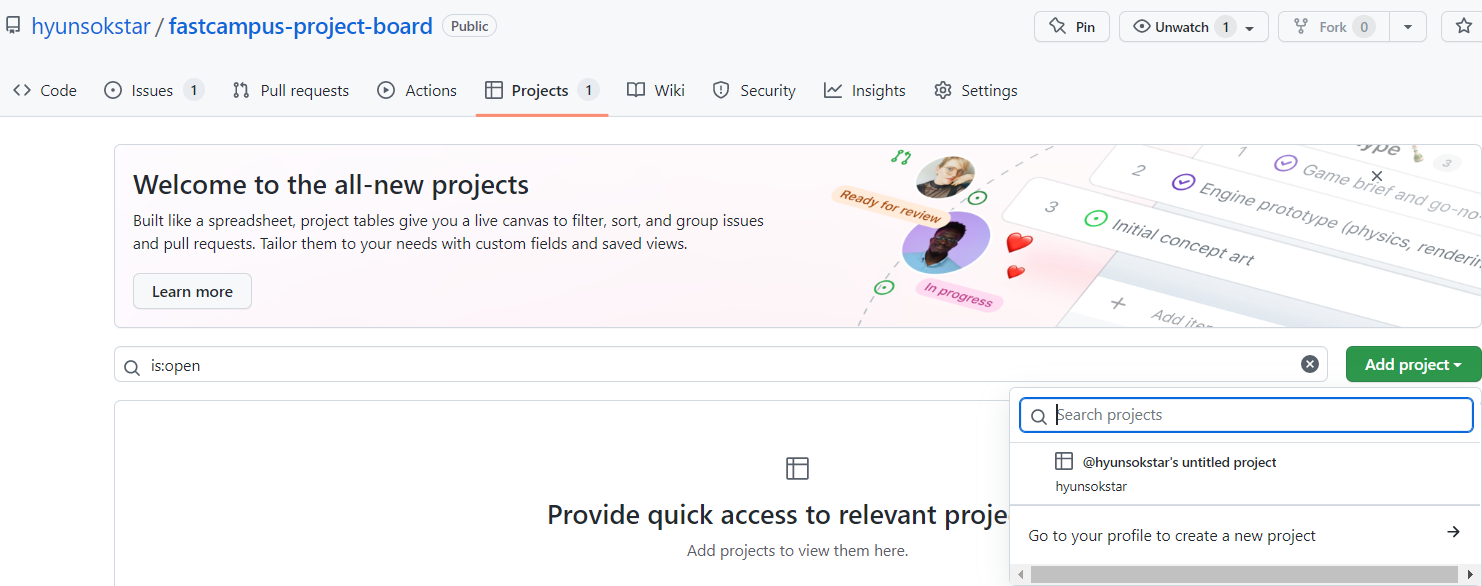 hyunsokstar / fastcampus-project-board Public
Pin Unwatch 1 Fork 0
Code Issues 1 Pull requests Actions Projects 1 Wiki Security Insights Settings
Welcome to the all-new projects
Built like a spreadsheet, project tables give you a live canvas to filter, sort, and group issues
and pull requests. Tailor them to your needs with custom fields and saved views.
Learn more
Ready for review
In progress
1 Game brief and go-no-
3
2 Engine prototype (physics, renderin
3 Initial concept art
+ Add ite
is:open
Add project
Search projects
@hyunsokstar's untitled project
hyunsokstar
Go to your profile to create a new project
Provide quick access to relevant proje
Add projects to view them here.